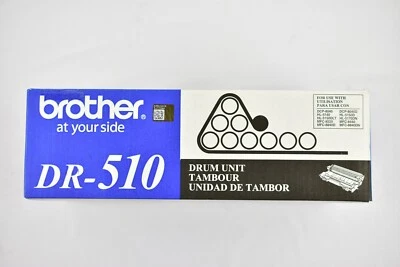 brother
at your side
DR-510
DRUM UNIT
TAMBOUR
UNIDAD DE TAMBOR
FOR USE WITH
UTILISATION
PARA USAR CON